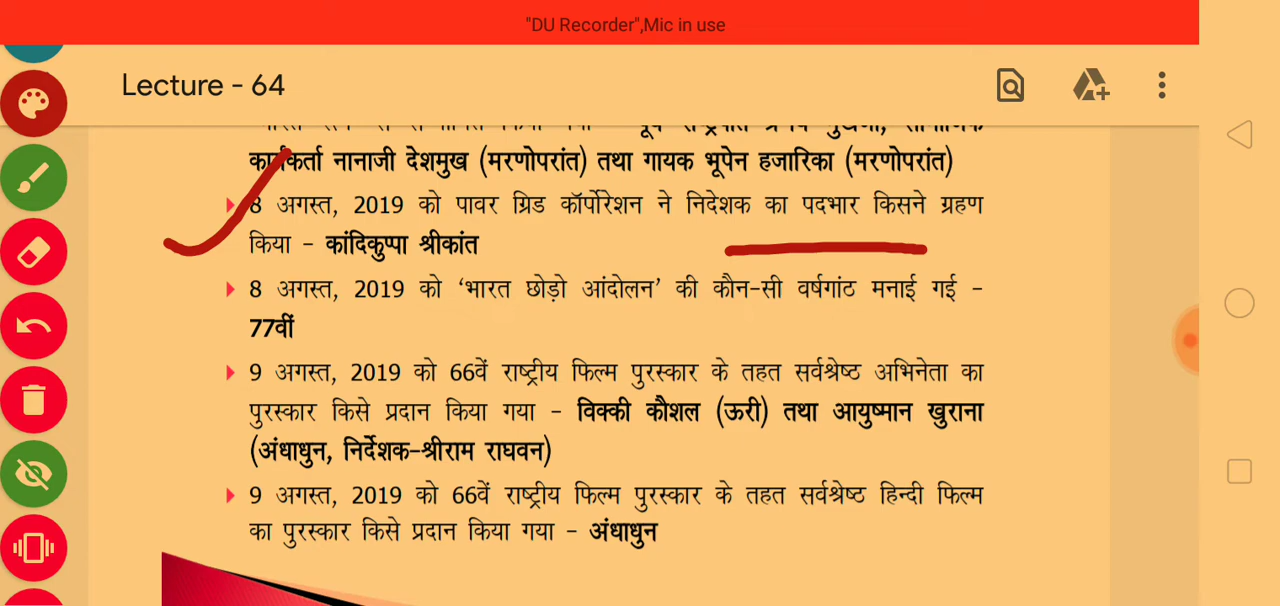 "DU Recorder",Mic in use
Lecture - 64
कार्यकर्ता नानाजी देशमुख (मरणोपरांत) तथा गायक भूपेन हजारिका (मरणोपरांत)
8 अगस्त, 2019 को पावर ग्रिड कॉर्पोरेशन ने निदेशक का पदभार किसने ग्रहण
किया - कांदिकुप्पा श्रीकांत
8 अगस्त, 2019 को ‘भारत छोड़ो आंदोलन’ की कौन-सी वर्षगांठ मनाई गई -
77वीं
9 अगस्त, 2019 को 66वें राष्ट्रीय फिल्म पुरस्कार के तहत सर्वश्रेष्ठ अभिनेता का
पुरस्कार किसे प्रदान किया गया - विक्की कौशल (ऊरी) तथा आयुष्मान खुराना
(अंधाधुन, निर्देशक-श्रीराम राघवन)
9 अगस्त, 2019 को 66वें राष्ट्रीय फिल्म पुरस्कार के तहत सर्वश्रेष्ठ हिन्दी फिल्म
का पुरस्कार किसे प्रदान किया गया - अंधाधुन